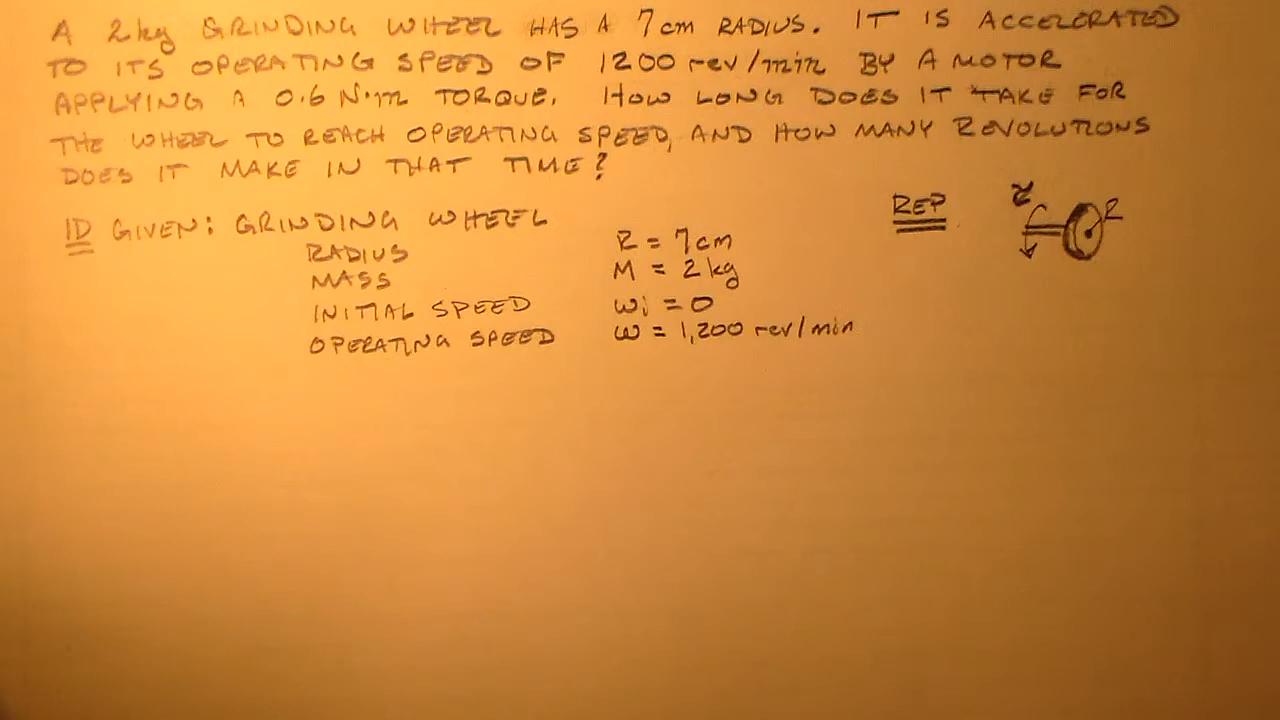 A 2kg GRINDING WHEEL HAS A 7cm RADIUS. IT IS ACCELERATED
TO ITS OPERATING SPEED OF 1200 rev/min BY A MOTOR
APPLYING A 0.6 N·m TORQUE. HOW LONG DOES IT TAKE FOR
THE WHEEL TO REACH OPERATING SPEED, AND HOW MANY REVOLUTIONS
DOES IT MAKE IN THAT TIME?
ID GIVEN: GRINDING WHEEL
RADIUS R = 7cm
MASS M = 2kg
INITIAL SPEED ωi = 0
OPERATING SPEED ω = 1,200 rev/min
REP
τ R